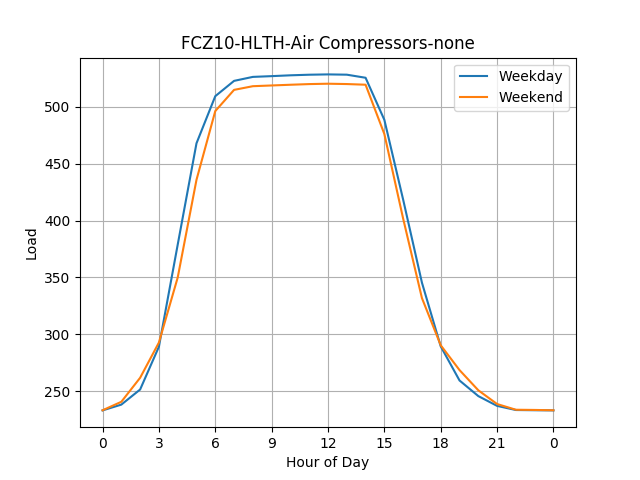 FCZ10-HLTH-Air Compressors-none
Weekday
Weekend
500
450
400
350
300
250
Load
0 3 6 9 12 15 18 21 0
Hour of Day